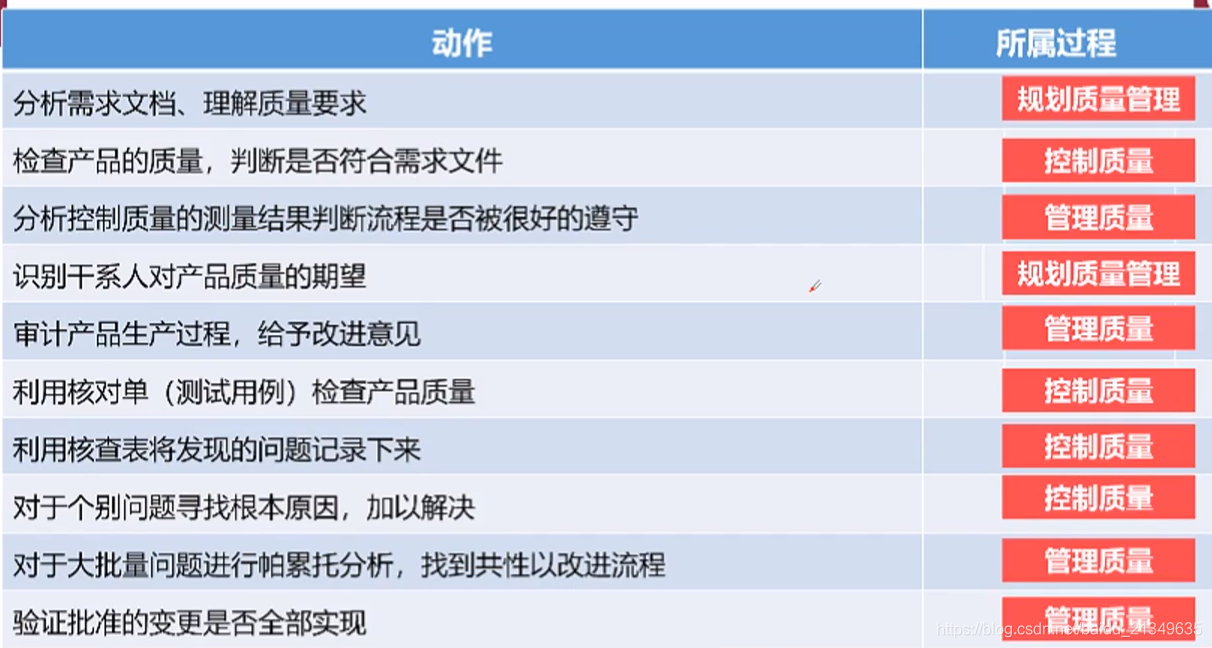 动作 所属过程
分析需求文档、理解质量要求 规划质量管理
检查产品的质量，判断是否符合需求文件 控制质量
分析控制质量的测量结果判断流程是否被很好的遵守 管理质量
识别干系人对产品质量的期望 规划质量管理
审计产品生产过程，给予改进意见 管理质量
利用核对单（测试用例）检查产品质量 控制质量
利用核查表将发现的问题记录下来 控制质量
对于个别问题寻找根本原因，加以解决 控制质量
对于大批量问题进行帕累托分析，找到共性以改进流程 管理质量
验证批准的变更是否全部实现 管理质量
https://blog.csdn.net/baidu_21349635